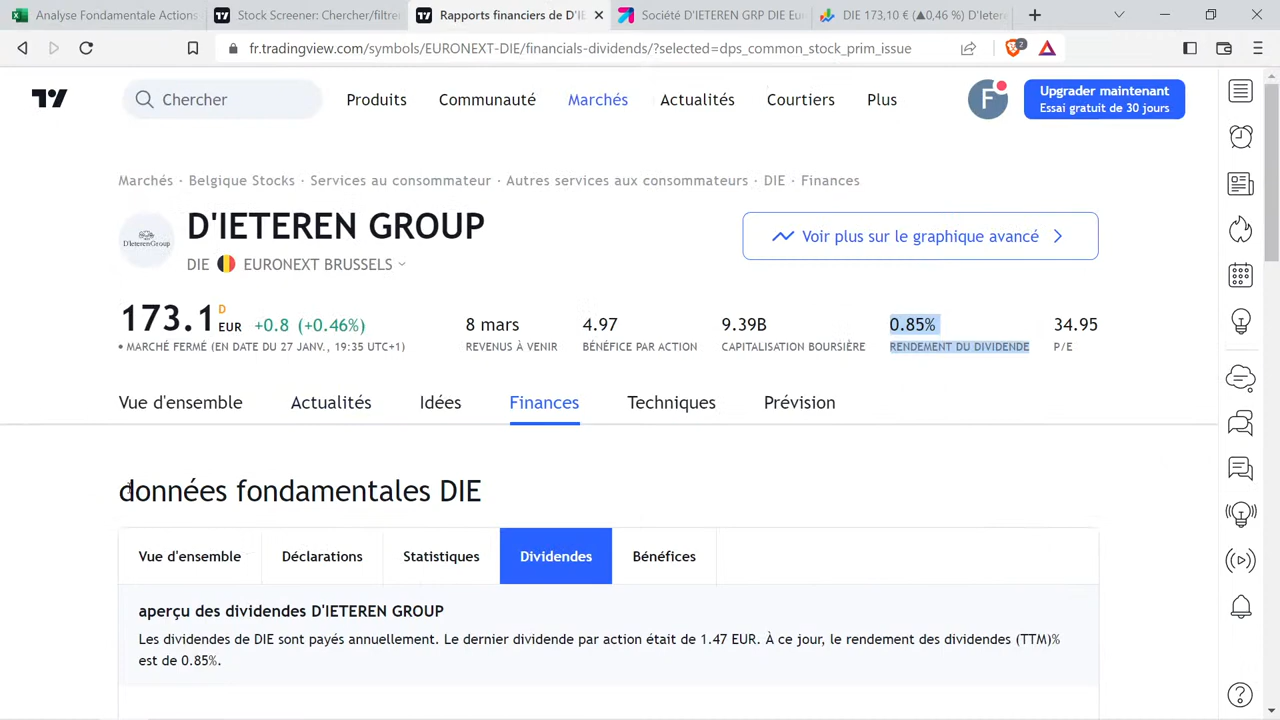 Analyse Fondamentale Actions
Stock Screener: Chercher filtrer
Rapports financiers de D'IE
Société D'IETEREN GRP DIE Eu
DIE 173,10 € (▲0,46 %) D'Ietere
fr.tradingview.com/symbols/EURONEXT-DIE/financials-dividends/?selected=dps_common_stock_prim_issue
2
Chercher
Produits
Communauté
Marchés
Actualités
Courtiers
Plus
F
Upgrader maintenant
Essai gratuit de 30 jours
Marchés · Belgique Stocks · Services au consommateur · Autres services aux consommateurs · DIE · Finances
D'IeterenGroup
D'IETEREN GROUP
DIE EURONEXT BRUSSELS
Voir plus sur le graphique avancé
173.1 D EUR +0.8 (+0.46%)
• MARCHÉ FERMÉ (EN DATE DU 27 JANV., 19:35 UTC+1)
8 mars
REVENUS À VENIR
4.97
BÉNÉFICE PAR ACTION
9.39B
CAPITALISATION BOURSIÈRE
0.85%
RENDEMENT DU DIVIDENDE
34.95
P/E
Vue d'ensemble
Actualités
Idées
Finances
Techniques
Prévision
données fondamentales DIE
Vue d'ensemble
Déclarations
Statistiques
Dividendes
Bénéfices
aperçu des dividendes D'IETEREN GROUP
Les dividendes de DIE sont payés annuellement. Le dernier dividende par action était de 1.47 EUR. À ce jour, le rendement des dividendes (TTM)%
est de 0.85%.